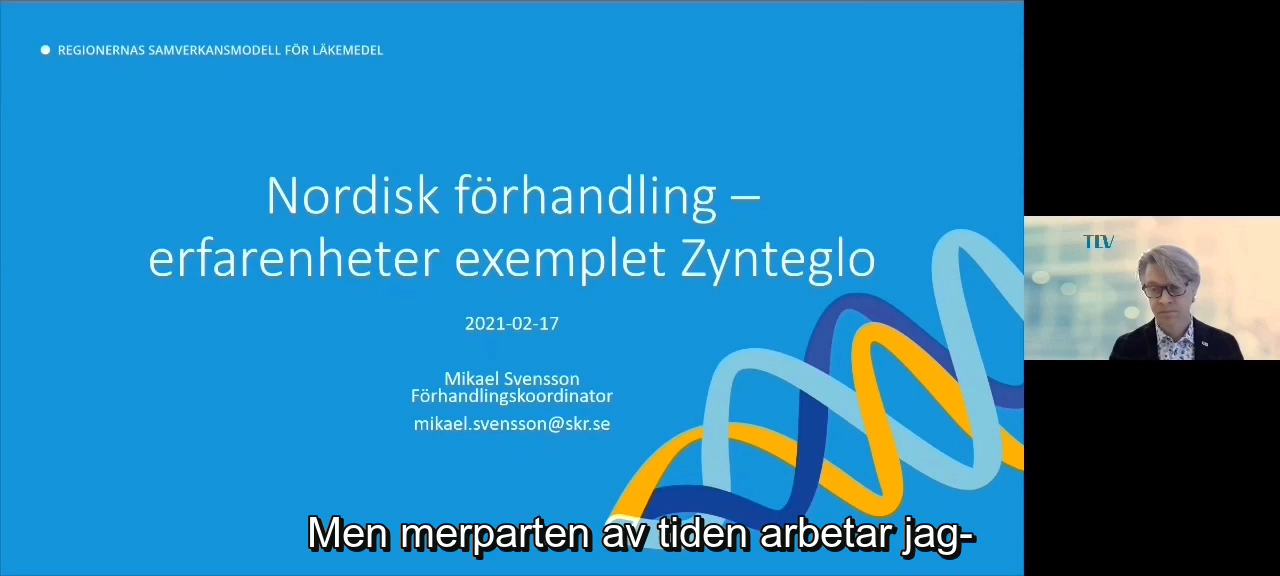 REGIONERNAS SAMVERKANSMODELL FÖR LÄKEMEDEL
Nordisk förhandling –
erfarenheter exemplet Zynteglo
2021-02-17
Mikael Svensson
Förhandlingskoordinator
mikael.svensson@skr.se
TLV
Men merparten av tiden arbetar jag-